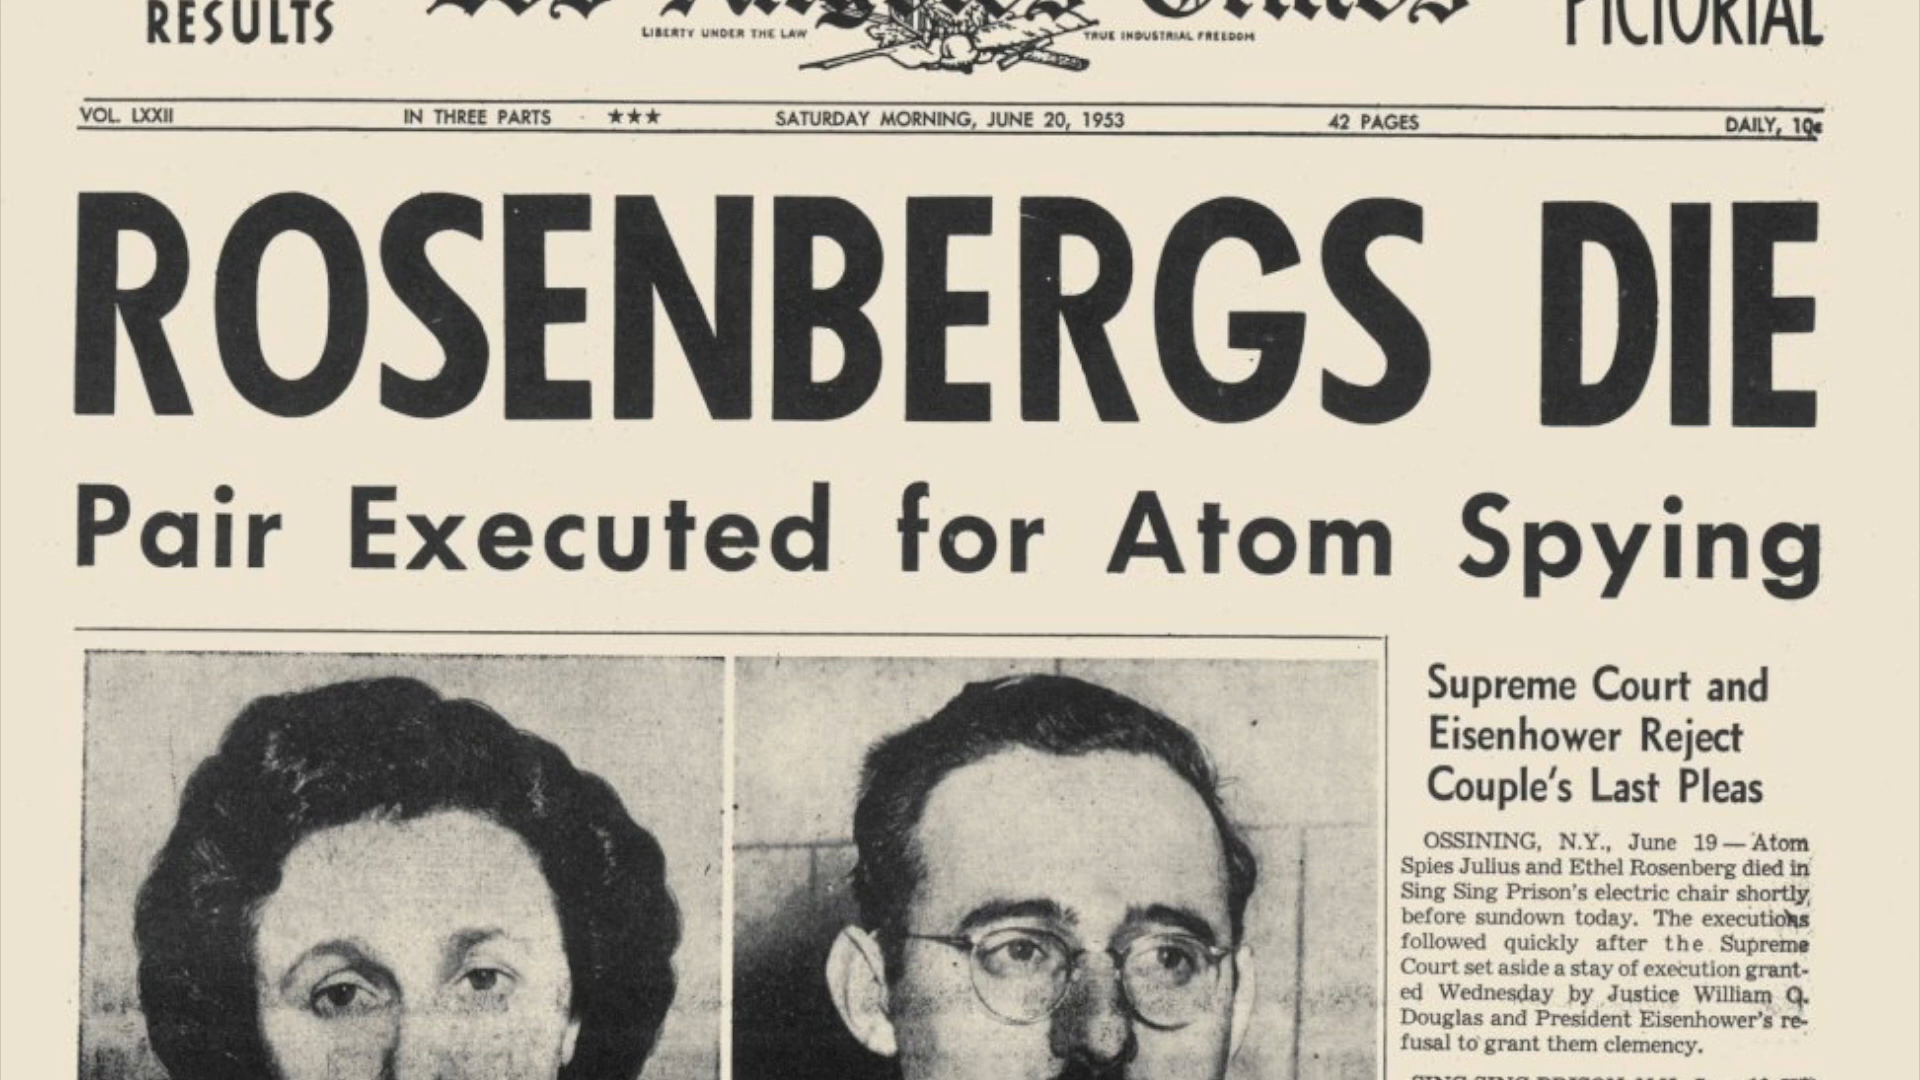 RESULTS
Los Angeles Times
PICTORIAL
LIBERTY UNDER THE LAW
TRUE INDUSTRIAL FREEDOM
VOL. LXXII IN THREE PARTS ★★★ SATURDAY MORNING, JUNE 20, 1953 42 PAGES DAILY, 10¢
ROSENBERGS DIE
Pair Executed for Atom Spying
Supreme Court and
Eisenhower Reject
Couple's Last Pleas
OSSINING, N.Y., June 19 — Atom
Spies Julius and Ethel Rosenberg died in
Sing Sing Prison's electric chair shortly
before sundown today. The executions
followed quickly after the Supreme
Court set aside a stay of execution grant-
ed Wednesday by Justice William O.
Douglas and President Eisenhower's re-
fusal to grant them clemency.